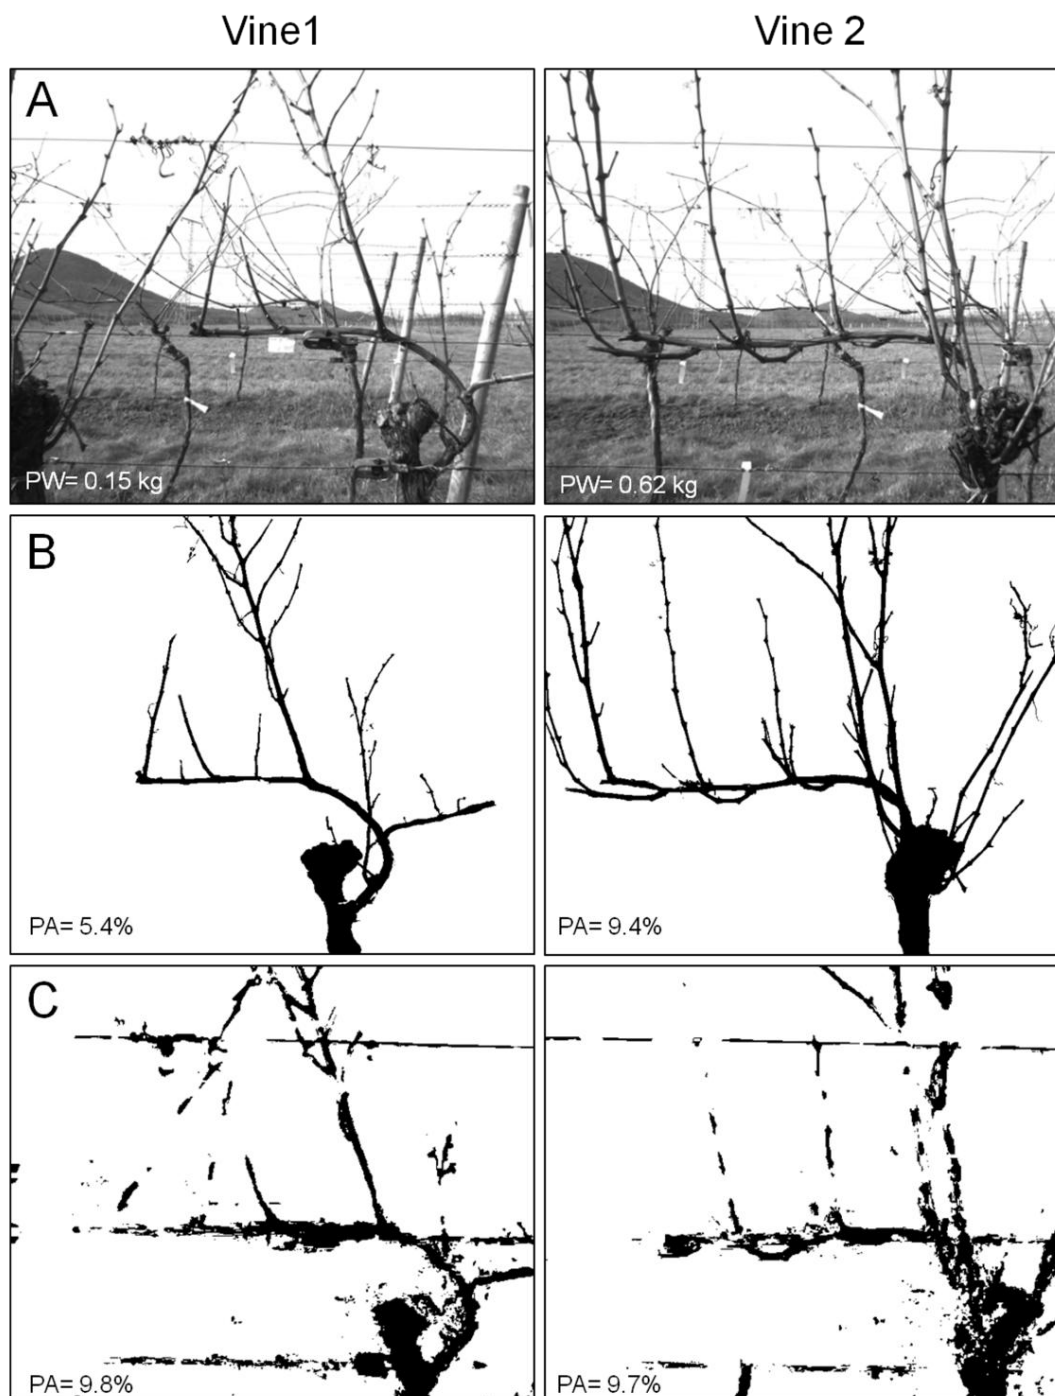 Vine1
Vine 2
A
PW= 0.15 kg
PW= 0.62 kg
B
PA= 5.4%
PA= 9.4%
C
PA= 9.8%
PA= 9.7%